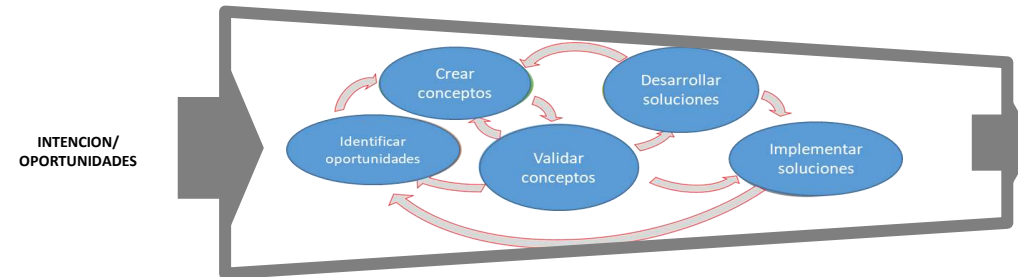 INTENCION/
OPORTUNIDADES
Crear
conceptos
Identificar
oportunidades
Validar
conceptos
Desarrollar
soluciones
Implementar
soluciones